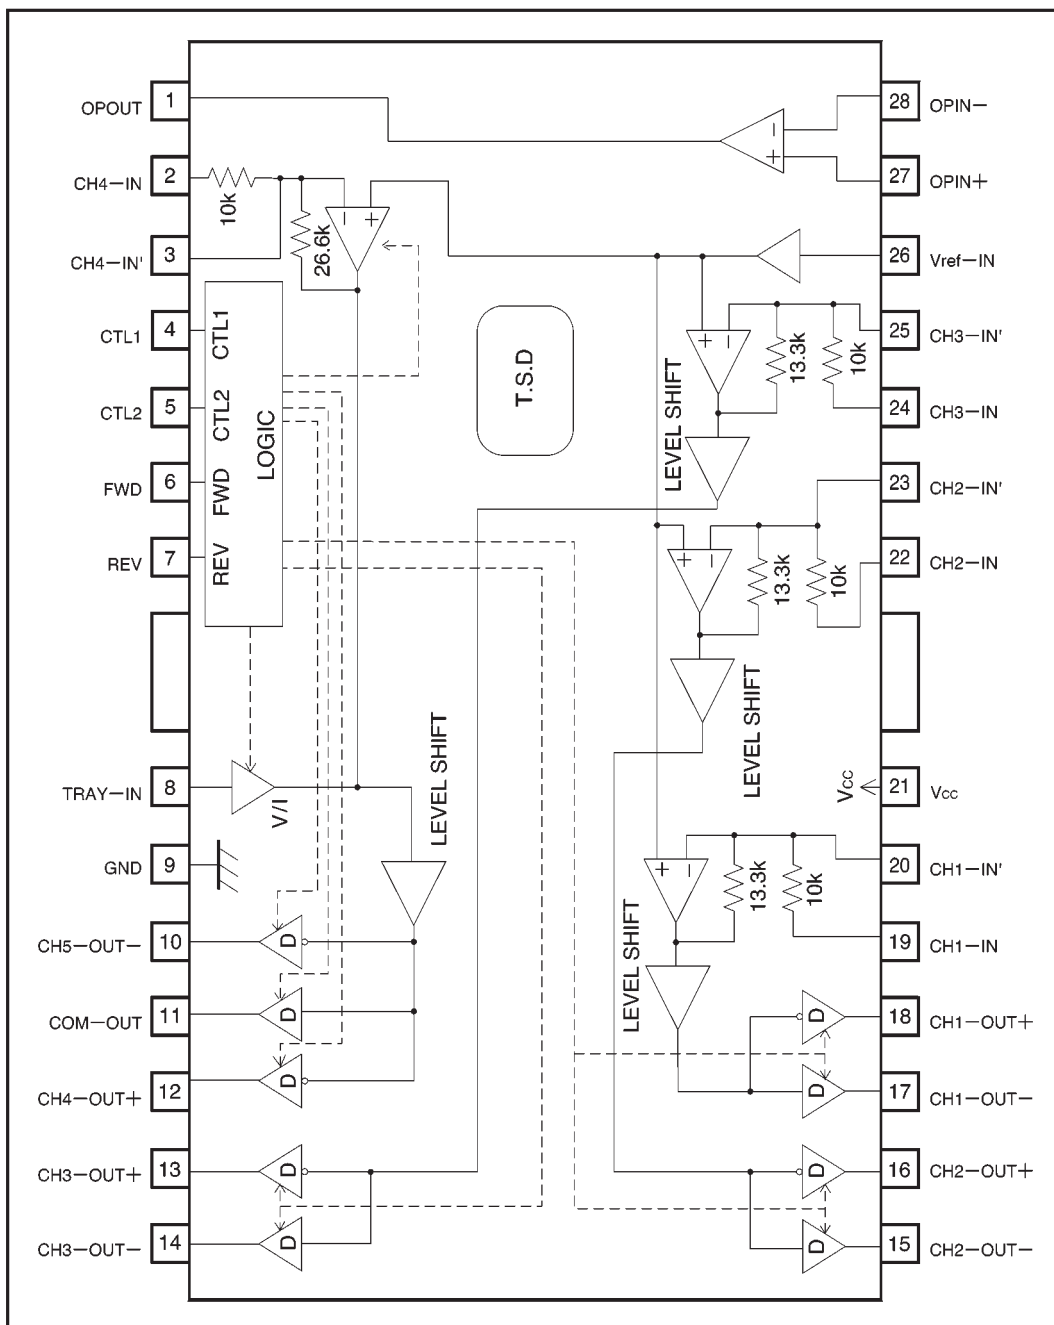 OPOUT 1
CH4−IN 2
CH4−IN' 3
CTL1 4
CTL2 5
FWD 6
REV 7
TRAY−IN 8
GND 9
CH5−OUT− 10
COM−OUT 11
CH4−OUT+ 12
CH3−OUT+ 13
CH3−OUT− 14
10k
26.6k
− +
CTL1
CTL2
LOGIC
FWD
REV
V/I
LEVEL SHIFT
D
D
D
D
D
T.S.D
−
+
+ −
13.3k
10k
LEVEL SHIFT
+ −
13.3k
10k
LEVEL SHIFT
Vcc
+ −
13.3k
10k
LEVEL SHIFT
D
D
D
D
28 OPIN−
27 OPIN+
26 Vref−IN
25 CH3−IN'
24 CH3−IN
23 CH2−IN'
22 CH2−IN
21 Vcc
20 CH1−IN'
19 CH1−IN
18 CH1−OUT+
17 CH1−OUT−
16 CH2−OUT+
15 CH2−OUT−